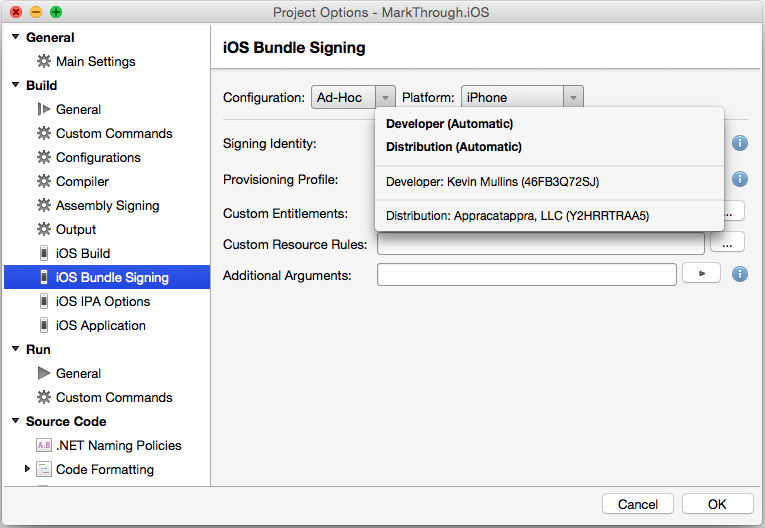 Project Options - MarkThrough.iOS
General
Main Settings
Build
General
Custom Commands
Configurations
Compiler
Assembly Signing
Output
iOS Build
iOS Bundle Signing
iOS IPA Options
iOS Application
Run
General
Custom Commands
Source Code
A.S .NET Naming Policies
Code Formatting
iOS Bundle Signing
Configuration: Ad-Hoc Platform: iPhone
Developer (Automatic)
Distribution (Automatic)
Developer: Kevin Mullins (46FB3Q72SJ)
Distribution: Appracatappra, LLC (Y2HRRTRAA5)
Signing Identity: i
Provisioning Profile: i
Custom Entitlements: ...
Custom Resource Rules: ...
Additional Arguments: i
Cancel OK